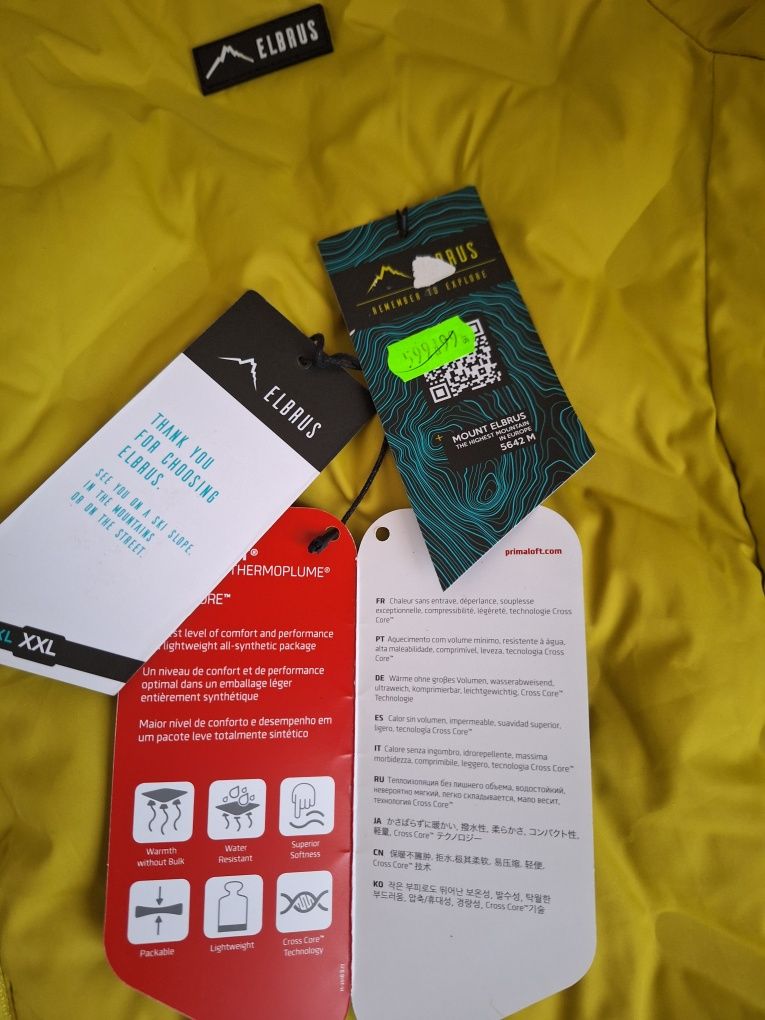 ELBRUS
REMEMBER TO EXPLORE
MOUNT ELBRUS
THE HIGHEST MOUNTAIN
IN EUROPE
5642 M
ELBRUS
THANK YOU
FOR CHOOSING
ELBRUS.
SEE YOU ON A SKI SLOPE,
IN THE MOUNTAINS
OR ON THE STREET.
XL XXL
THERMOPLUME®
level of comfort and performance
lightweight all-synthetic package
Un niveau de confort et de performance
optimal dans un emballage léger
entièrement synthétique
Maior nível de conforto e desempenho em
um pacote leve totalmente sintético
Warmth
without Bulk
Water
Resistant
Superior
Softness
Packable
Lightweight
Cross Core™
Technology
primaloft.com
FR Chaleur sans entrave, déperlance, souplesse
exceptionnelle, compressibilité, légèreté, technologie Cross
Core™
PT Aquecimento com volume mínimo, resistente à água,
alta maleabilidade, comprimível, leveza, tecnologia Cross
Core™
DE Wärme ohne großes Volumen, wasserabweisend,
ultraweich, komprimierbar, leichtgewichtig, Cross Core™
Technologie
ES Calor sin volumen, impermeable, suavidad superior,
ligero, tecnología Cross Core™
IT Calore senza ingombro, idrorepellente, massima
morbidezza, comprimibile, leggero, tecnologia Cross Core™
RU Теплоизоляция без лишнего объема, водостойкий,
невероятно мягкий, легко складывается, мало весит,
технология Cross Core™
JA かさばらずに暖かい, 撥水性, 柔らかさ, コンパクト性,
軽量, Cross Core™ テクノロジー
CN 保暖不臃肿, 拒水,极其柔软, 易压缩, 轻便,
Cross Core™ 技术
KO 작은 부피로도 뛰어난 보온성, 발수성, 탁월한
부드러움, 압축/휴대성, 경량성, Cross Core™기술